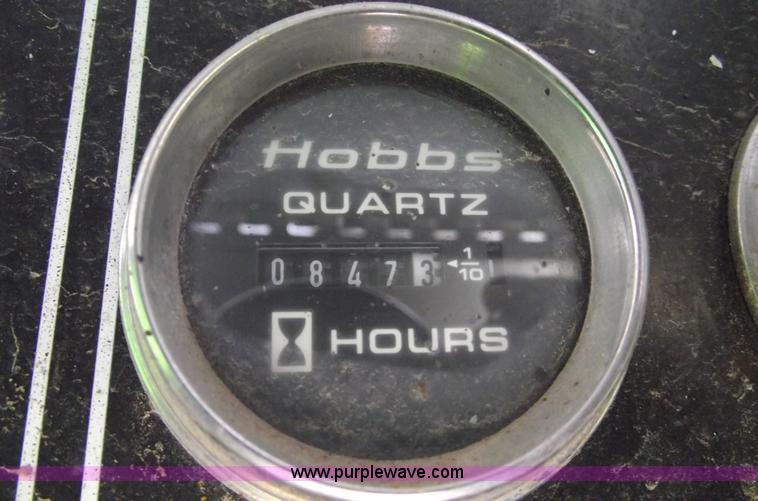 Hobbs
QUARTZ
08473 1/10
HOURS
www.purplewave.com